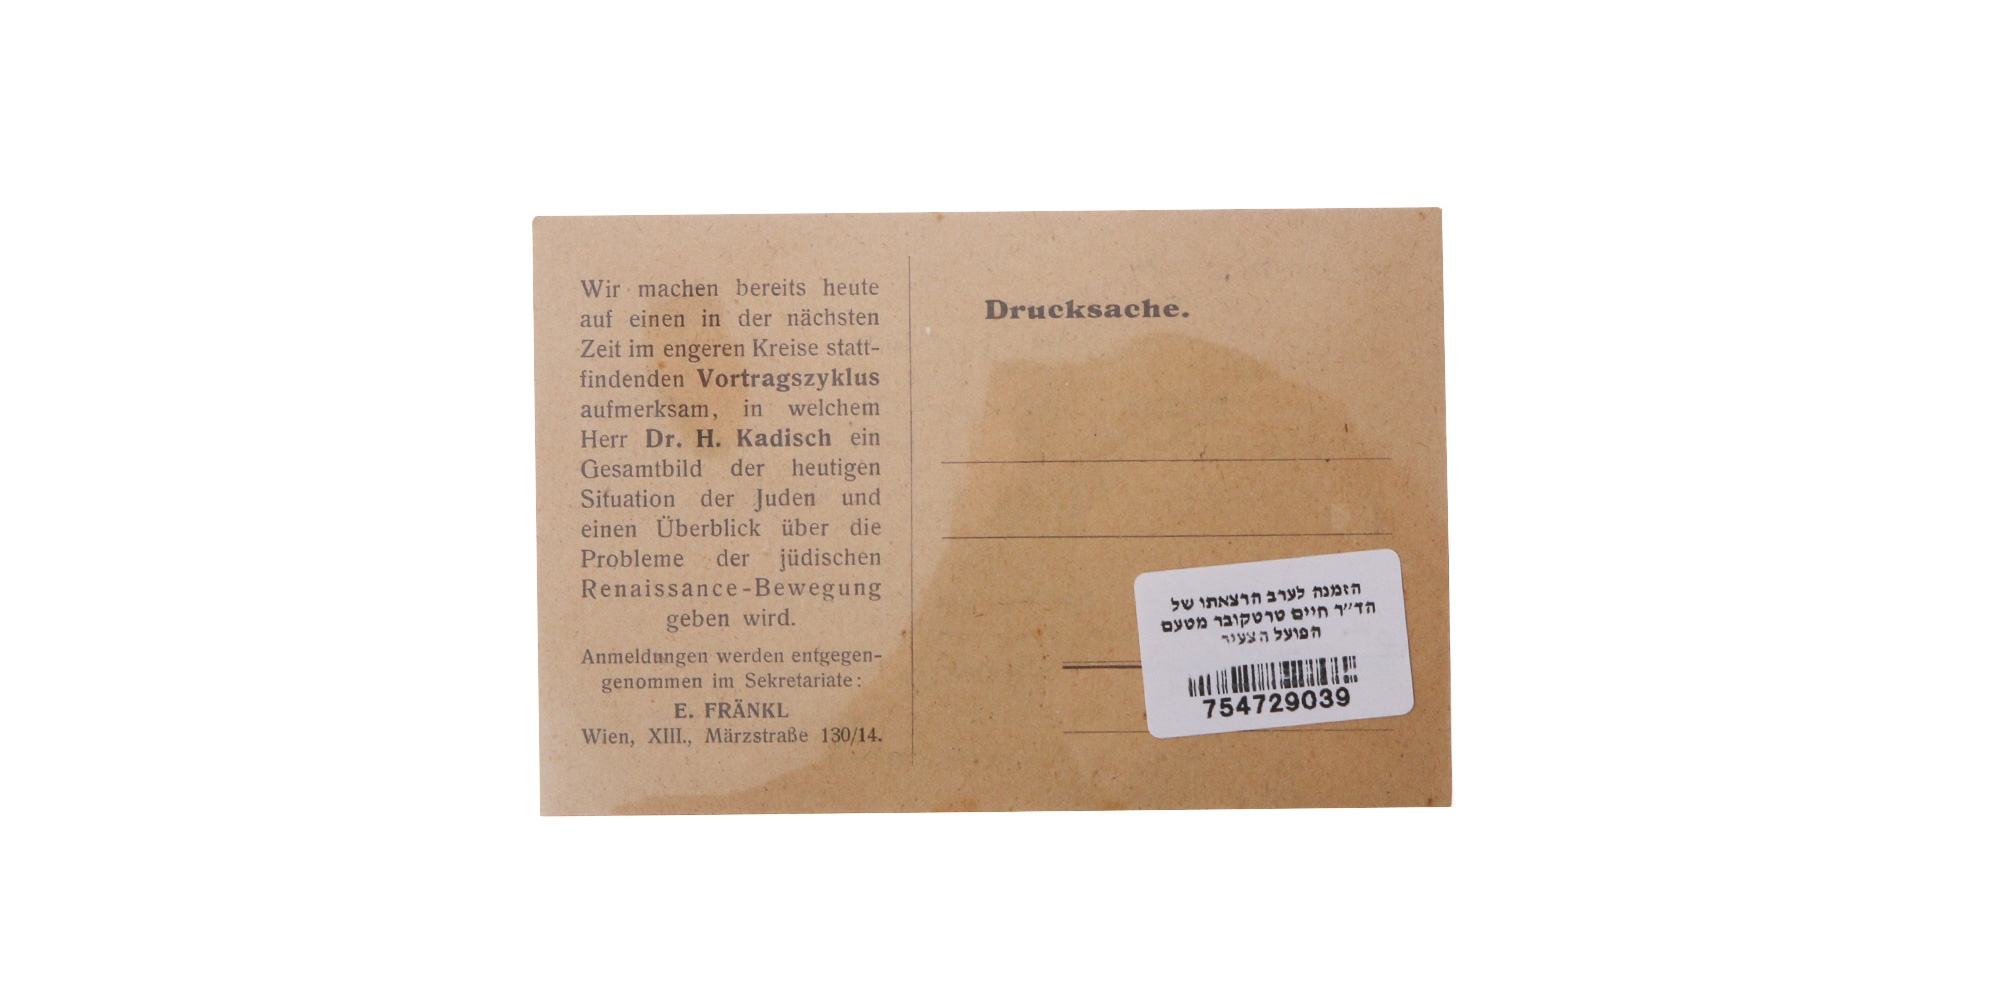 Wir machen bereits heute
auf einen in der nächsten
Zeit im engeren Kreise statt-
findenden Vortragszyklus
aufmerksam, in welchem
Herr Dr. H. Kadisch ein
Gesamtbild der heutigen
Situation der Juden und
einen Überblick über die
Probleme der jüdischen
Renaissance-Bewegung
geben wird.
Anmeldungen werden entgegen-
genommen im Sekretariate:
E. FRÄNKL
Wien, XIII., Märzstraße 130/14.
Drucksache.
הזמנה לערב הרצאתו של
הד״ר חיים טרטקובר מטעם
הפועל הצעיר
754729039